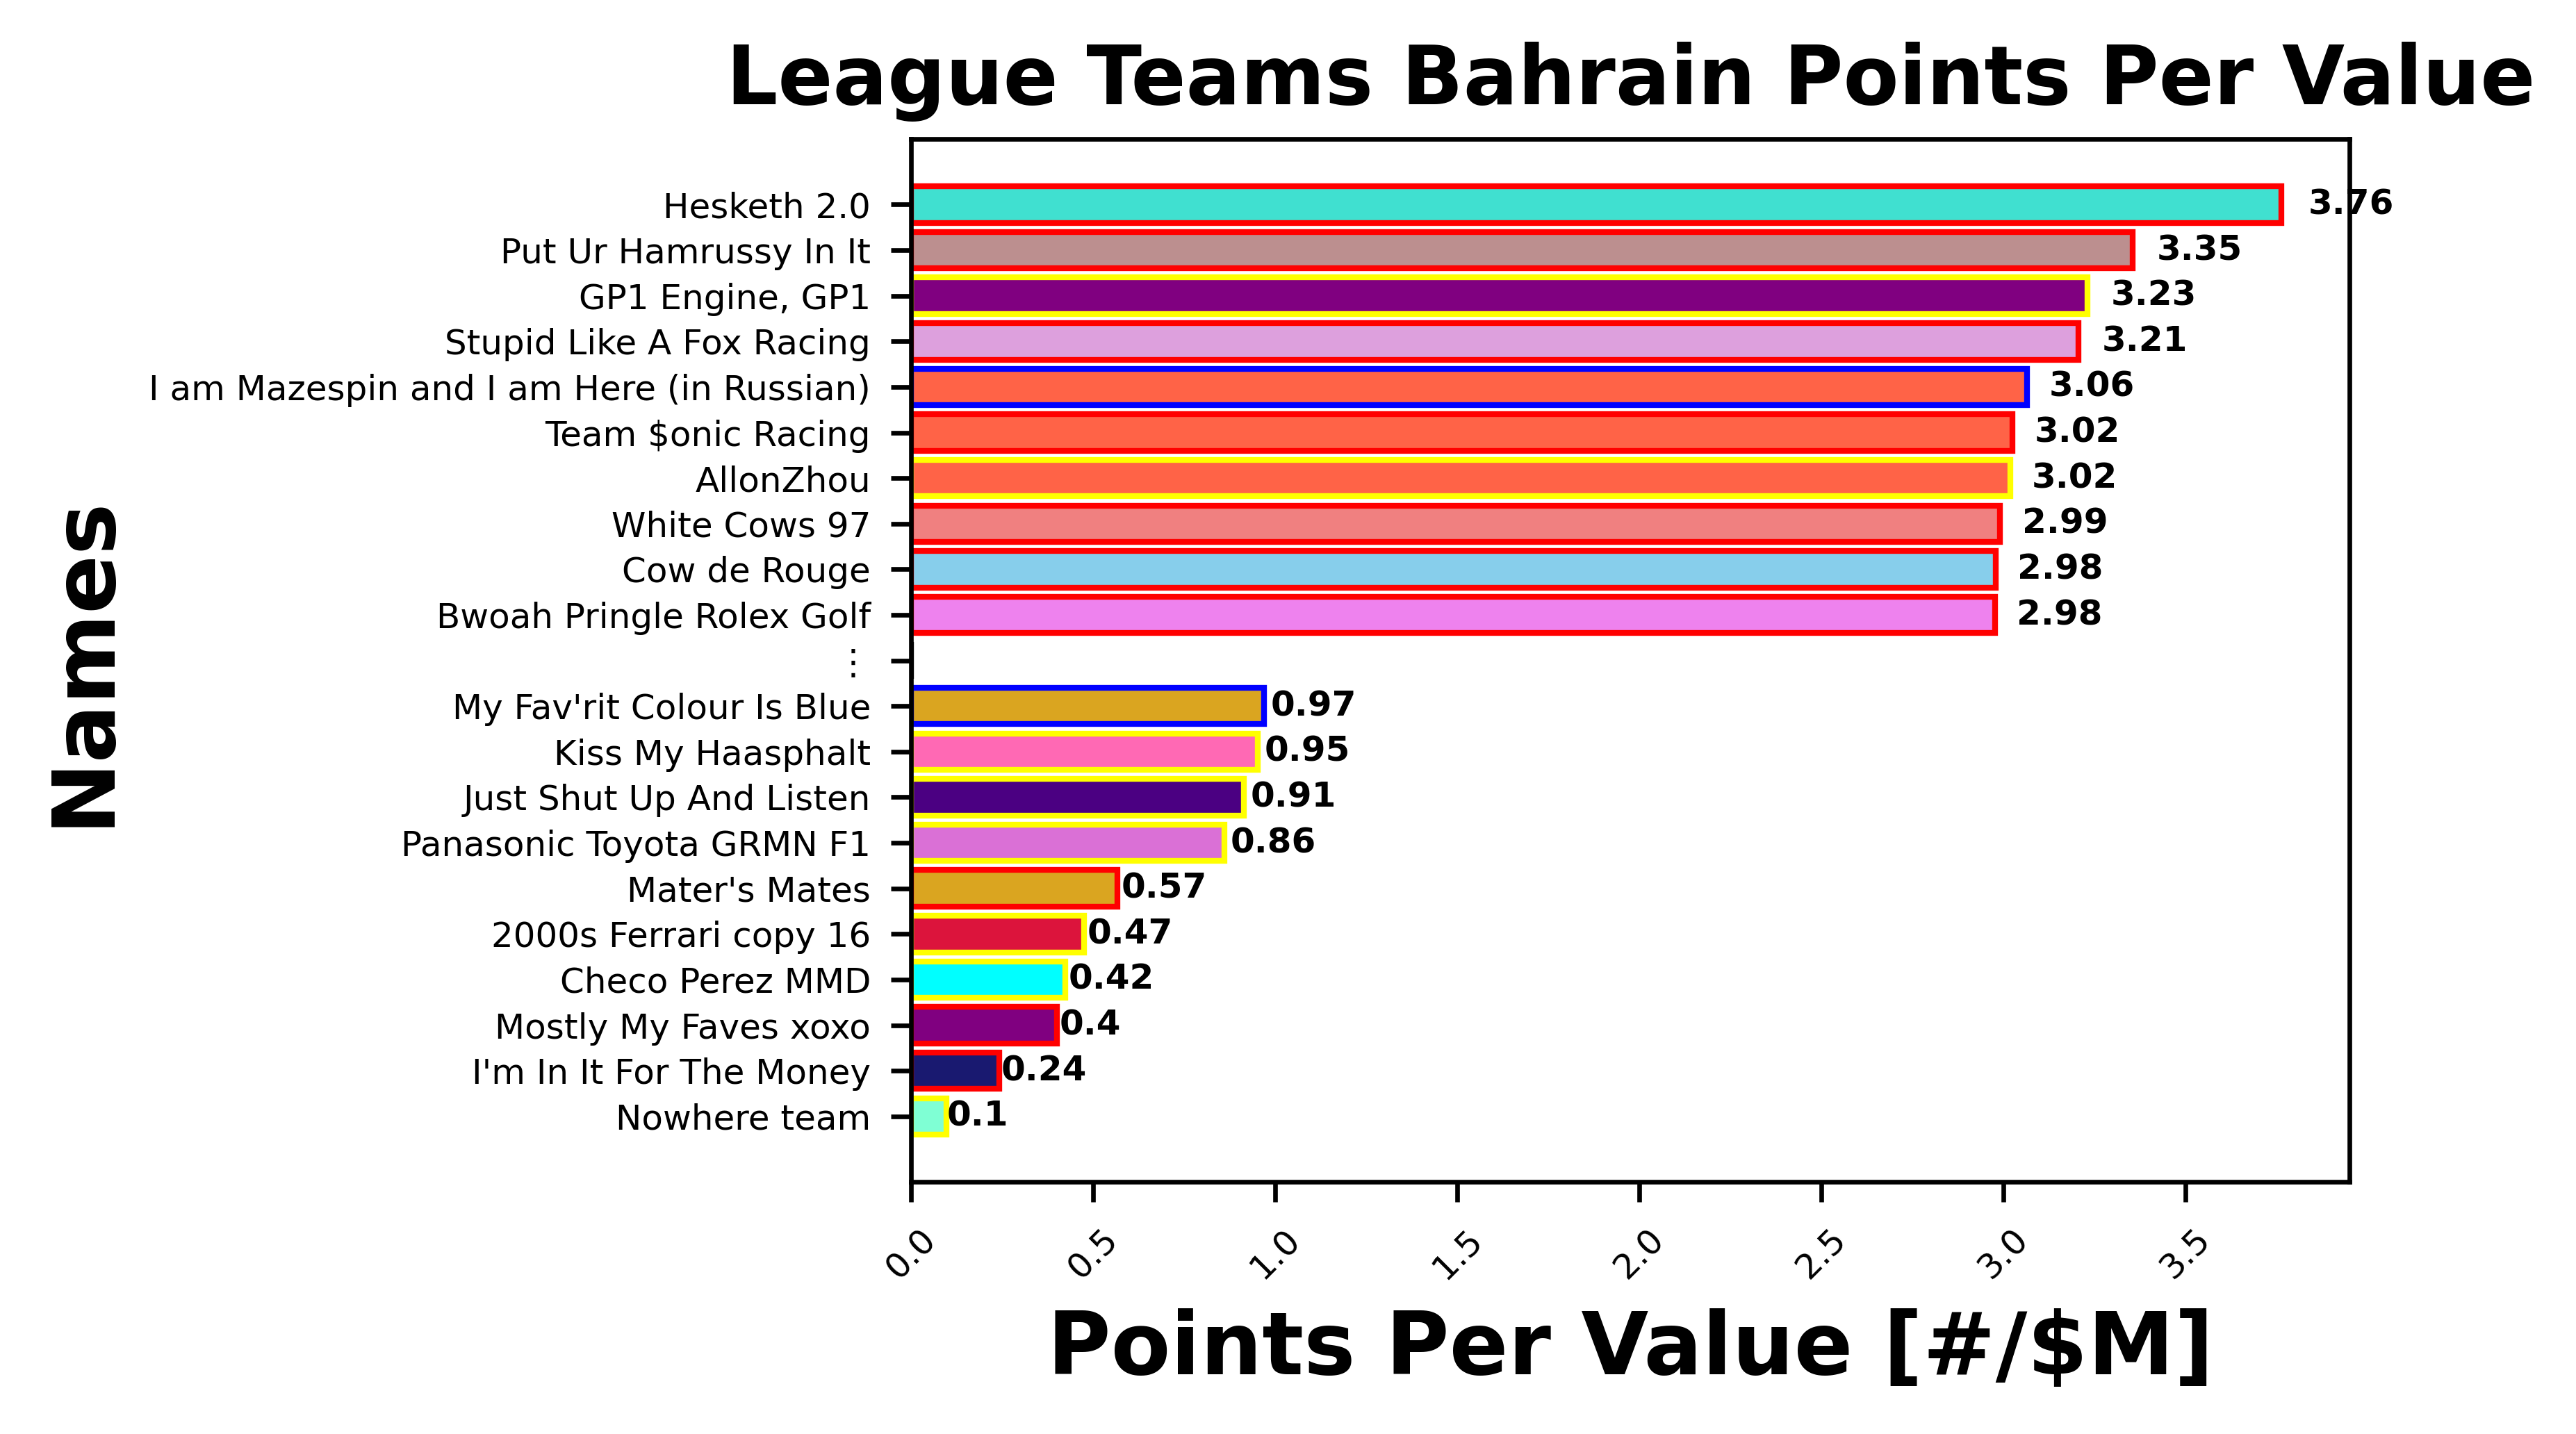 League Teams Bahrain Points Per Value
Names
Hesketh 2.0 3.76
Put Ur Hamrussy In It 3.35
GP1 Engine, GP1 3.23
Stupid Like A Fox Racing 3.21
I am Mazespin and I am Here (in Russian) 3.06
Team $onic Racing 3.02
AllonZhou 3.02
White Cows 97 2.99
Cow de Rouge 2.98
Bwoah Pringle Rolex Golf 2.98
⋮
My Fav'rit Colour Is Blue 0.97
Kiss My Haasphalt 0.95
Just Shut Up And Listen 0.91
Panasonic Toyota GRMN F1 0.86
Mater's Mates 0.57
2000s Ferrari copy 16 0.47
Checo Perez MMD 0.42
Mostly My Faves xoxo 0.4
I'm In It For The Money 0.24
Nowhere team 0.1
0.0 0.5 1.0 1.5 2.0 2.5 3.0 3.5
Points Per Value [#/$M]